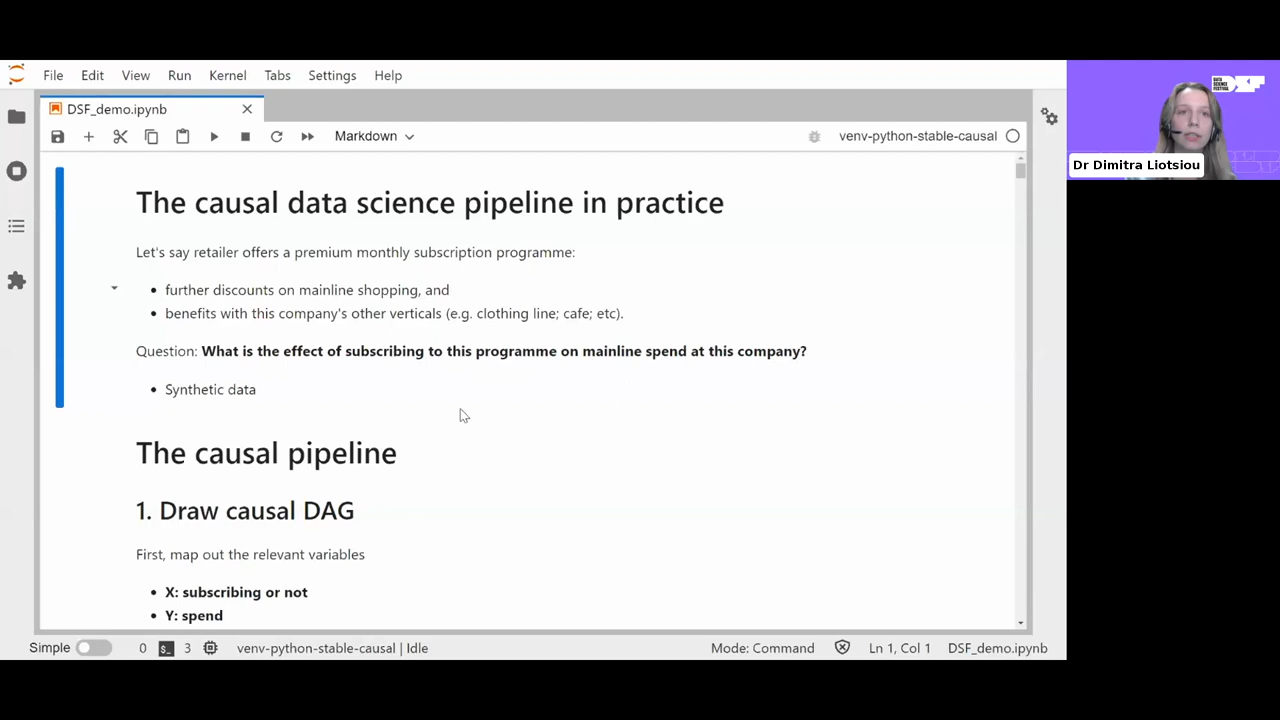 File Edit View Run Kernel Tabs Settings Help
DSF_demo.ipynb
Markdown
venv-python-stable-causal
DATA SCIENCE FESTIVAL DSF
Dr Dimitra Liotsiou
The causal data science pipeline in practice
Let's say retailer offers a premium monthly subscription programme:
• further discounts on mainline shopping, and
• benefits with this company's other verticals (e.g. clothing line; cafe; etc).
Question: What is the effect of subscribing to this programme on mainline spend at this company?
• Synthetic data
The causal pipeline
1. Draw causal DAG
First, map out the relevant variables
• X: subscribing or not
• Y: spend
Simple 0 $_ 3 venv-python-stable-causal | Idle Mode: Command Ln 1, Col 1 DSF_demo.ipynb